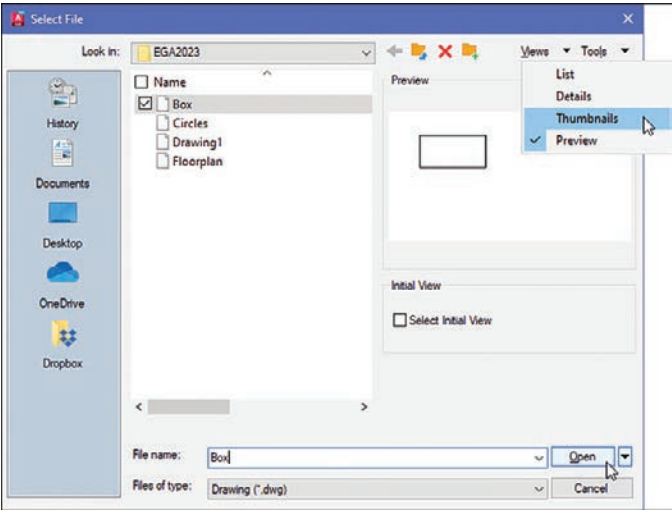 Select File
Look in: EGA2023 Views Tools
List
Details
Thumbnails
Preview
History
Documents
Desktop
OneDrive
Dropbox
Name
Box
Circles
Drawing1
Floorplan
Preview
Initial View
Select Initial View
File name: Box Open
Files of type: Drawing (*.dwg) Cancel